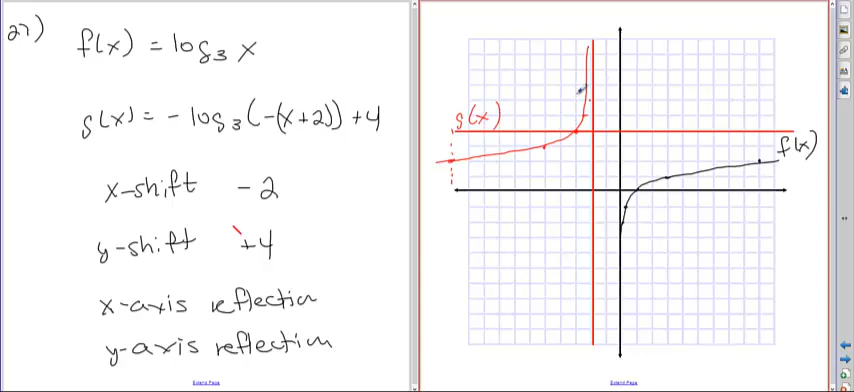 27)
f(x) = log₃ x
g(x) = - log₃ (-(x+2)) + 4
x-shift -2
y-shift +4
x-axis reflection
y-axis reflection
Extend Page
g(x)
f(x)
Extend Page